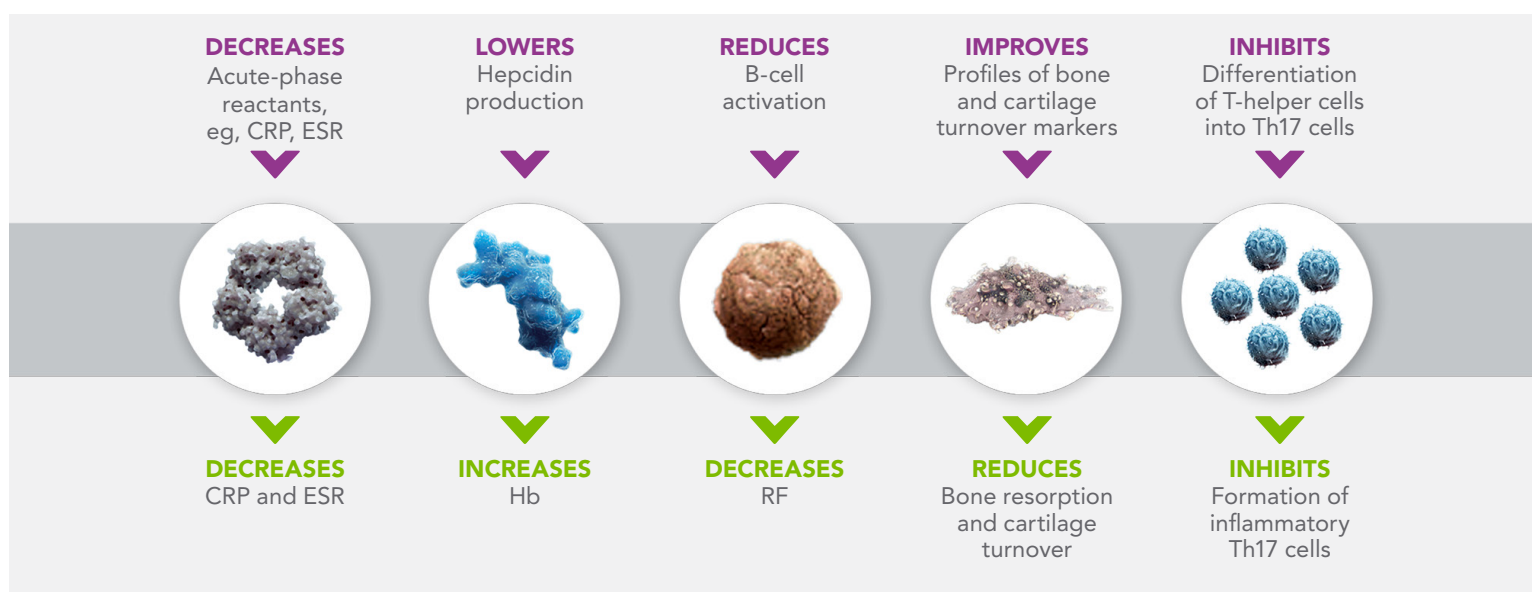 DECREASES
Acute-phase
reactants,
eg, CRP, ESR
LOWERS
Hepcidin
production
REDUCES
B-cell
activation
IMPROVES
Profiles of bone
and cartilage
turnover markers
INHIBITS
Differentiation
of T-helper cells
into Th17 cells
DECREASES
CRP and ESR
INCREASES
Hb
DECREASES
RF
REDUCES
Bone resorption
and cartilage
turnover
INHIBITS
Formation of
inflammatory
Th17 cells